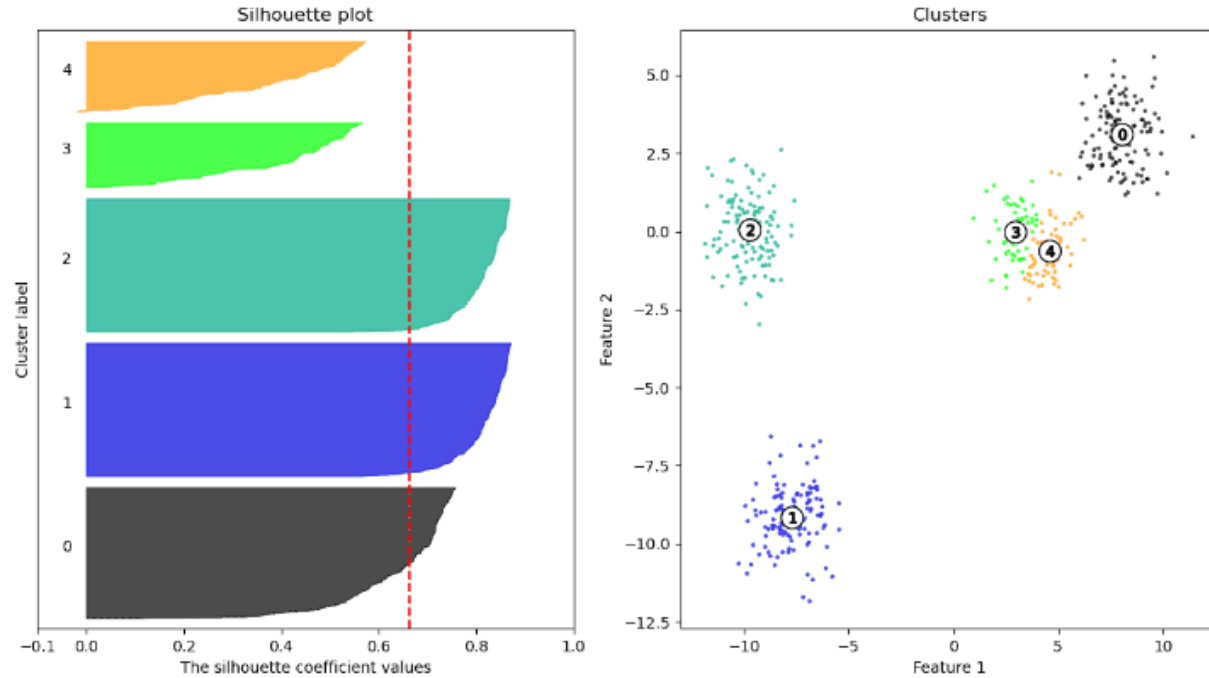 Silhouette plot
4
3
2
1
0
Cluster label
−0.1 0.0 0.2 0.4 0.6 0.8 1.0
The silhouette coefficient values
Clusters
5.0
2.5
0.0
−2.5
−5.0
−7.5
−10.0
−12.5
Feature 2
0
3
4
2
1
−10 −5 0 5 10
Feature 1